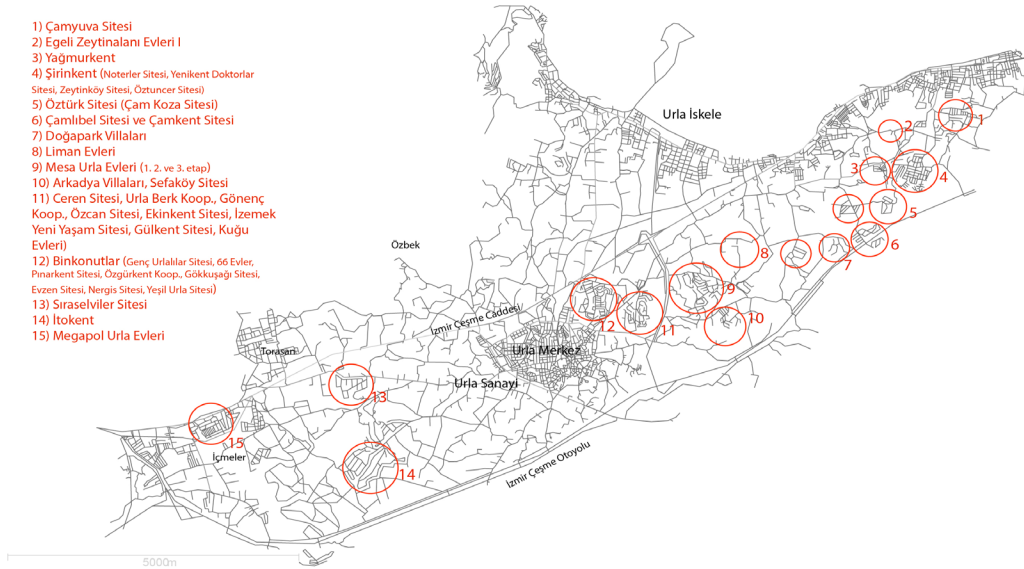 1) Çamyuva Sitesi
2) Egeli Zeytinalanı Evleri I
3) Yağmurkent
4) Şirinkent (Noterler Sitesi, Yenikent Doktorlar
Sitesi, Zeytinköy Sitesi, Öztuncer Sitesi)
5) Öztürk Sitesi (Çam Koza Sitesi)
6) Çamlıbel Sitesi ve Çamkent Sitesi
7) Doğapark Villaları
8) Liman Evleri
9) Mesa Urla Evleri (1. 2. ve 3. etap)
10) Arkadya Villaları, Sefaköy Sitesi
11) Ceren Sitesi, Urla Berk Koop., Gönenç
Koop., Özcan Sitesi, Ekinkent Sitesi, İzemek
Yeni Yaşam Sitesi, Gülkent Sitesi, Kuğu
Evleri)
12) Binkonutlar (Genç Urlalılar Sitesi, 66 Evler,
Pınarkent Sitesi, Özgürkent Koop., Gökkuşağı Sitesi,
Evzen Sitesi, Nergis Sitesi, Yeşil Urla Sitesi)
13) Sıraselviler Sitesi
14) İtokent
15) Megapol Urla Evleri
Urla İskele
1
2
3
4
5
6
7
8
Özbek
9
10
11
12
İzmir Çeşme Caddesi
Urla Merkez
Torasan
Urla Sanayi
13
15
İçmeler
14
İzmir Çeşme Otoyolu
5000m